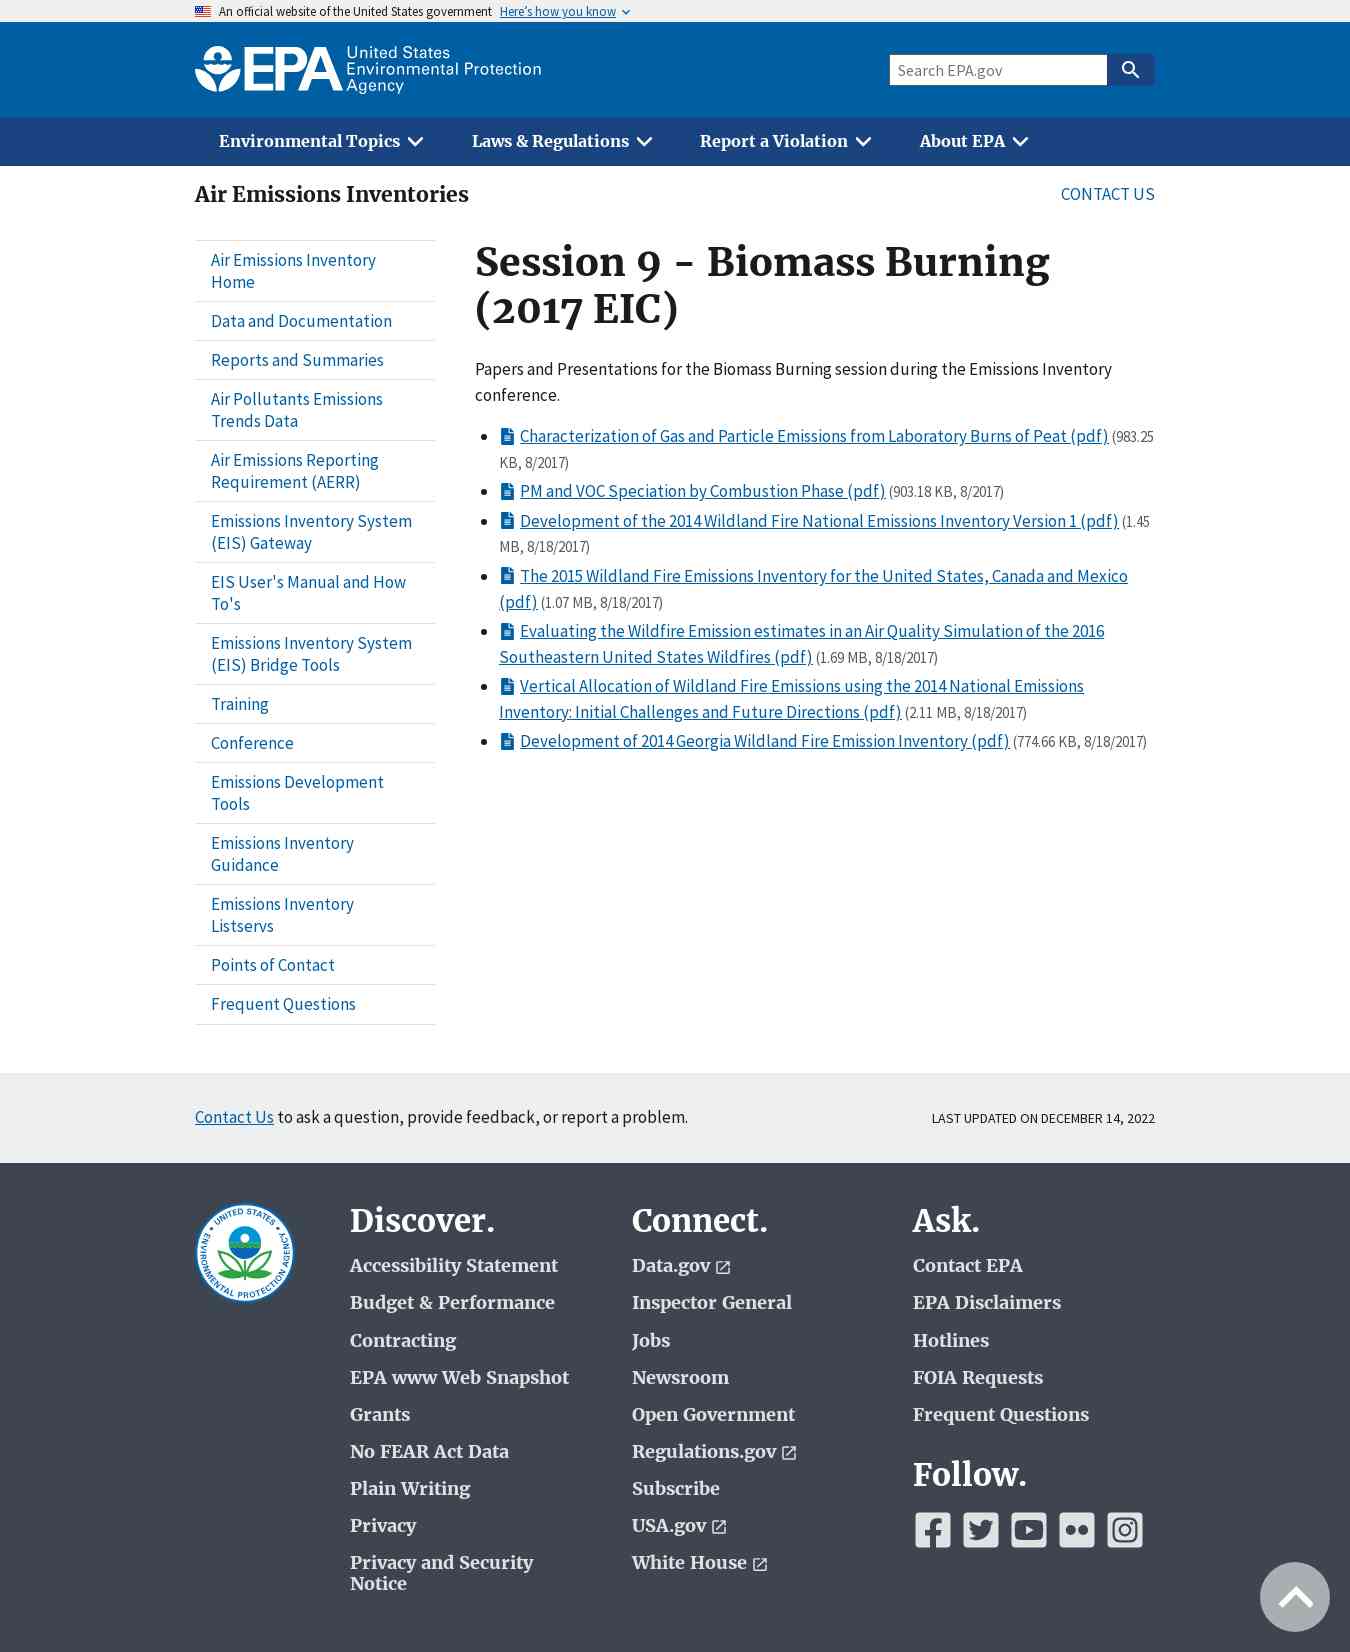 An official website of the United States government Here's how you know
EPA United States
Environmental Protection
Agency
Search EPA.gov
Environmental Topics Laws & Regulations Report a Violation About EPA
Air Emissions Inventories CONTACT US
Air Emissions Inventory
Home
Data and Documentation
Reports and Summaries
Air Pollutants Emissions
Trends Data
Air Emissions Reporting
Requirement (AERR)
Emissions Inventory System
(EIS) Gateway
EIS User's Manual and How
To's
Emissions Inventory System
(EIS) Bridge Tools
Training
Conference
Emissions Development
Tools
Emissions Inventory
Guidance
Emissions Inventory
Listservs
Points of Contact
Frequent Questions
Session 9 - Biomass Burning
(2017 EIC)
Papers and Presentations for the Biomass Burning session during the Emissions Inventory
conference.
Characterization of Gas and Particle Emissions from Laboratory Burns of Peat (pdf) (983.25
KB, 8/2017)
PM and VOC Speciation by Combustion Phase (pdf) (903.18 KB, 8/2017)
Development of the 2014 Wildland Fire National Emissions Inventory Version 1 (pdf) (1.45
MB, 8/18/2017)
The 2015 Wildland Fire Emissions Inventory for the United States, Canada and Mexico
(pdf) (1.07 MB, 8/18/2017)
Evaluating the Wildfire Emission estimates in an Air Quality Simulation of the 2016
Southeastern United States Wildfires (pdf) (1.69 MB, 8/18/2017)
Vertical Allocation of Wildland Fire Emissions using the 2014 National Emissions
Inventory: Initial Challenges and Future Directions (pdf) (2.11 MB, 8/18/2017)
Development of 2014 Georgia Wildland Fire Emission Inventory (pdf) (774.66 KB, 8/18/2017)
Contact Us to ask a question, provide feedback, or report a problem. LAST UPDATED ON DECEMBER 14, 2022
UNITED STATES
ENVIRONMENTAL PROTECTION AGENCY
Discover.
Accessibility Statement
Budget & Performance
Contracting
EPA www Web Snapshot
Grants
No FEAR Act Data
Plain Writing
Privacy
Privacy and Security
Notice
Connect.
Data.gov
Inspector General
Jobs
Newsroom
Open Government
Regulations.gov
Subscribe
USA.gov
White House
Ask.
Contact EPA
EPA Disclaimers
Hotlines
FOIA Requests
Frequent Questions
Follow.